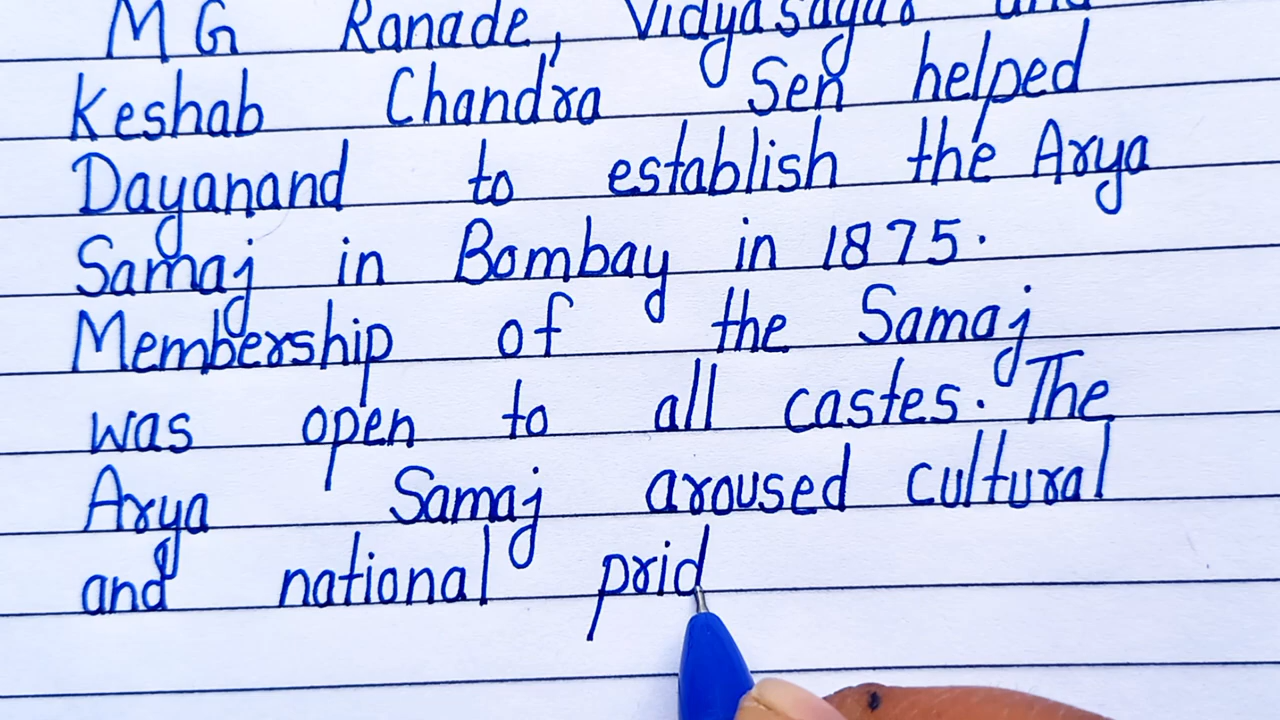 MG Ranade, Vidyasagar and
Keshab Chandra Sen helped
Dayanand to establish the Arya
Samaj in Bombay in 1875.
Membership of the Samaj
was open to all castes. The
Arya Samaj aroused cultural
and national prid